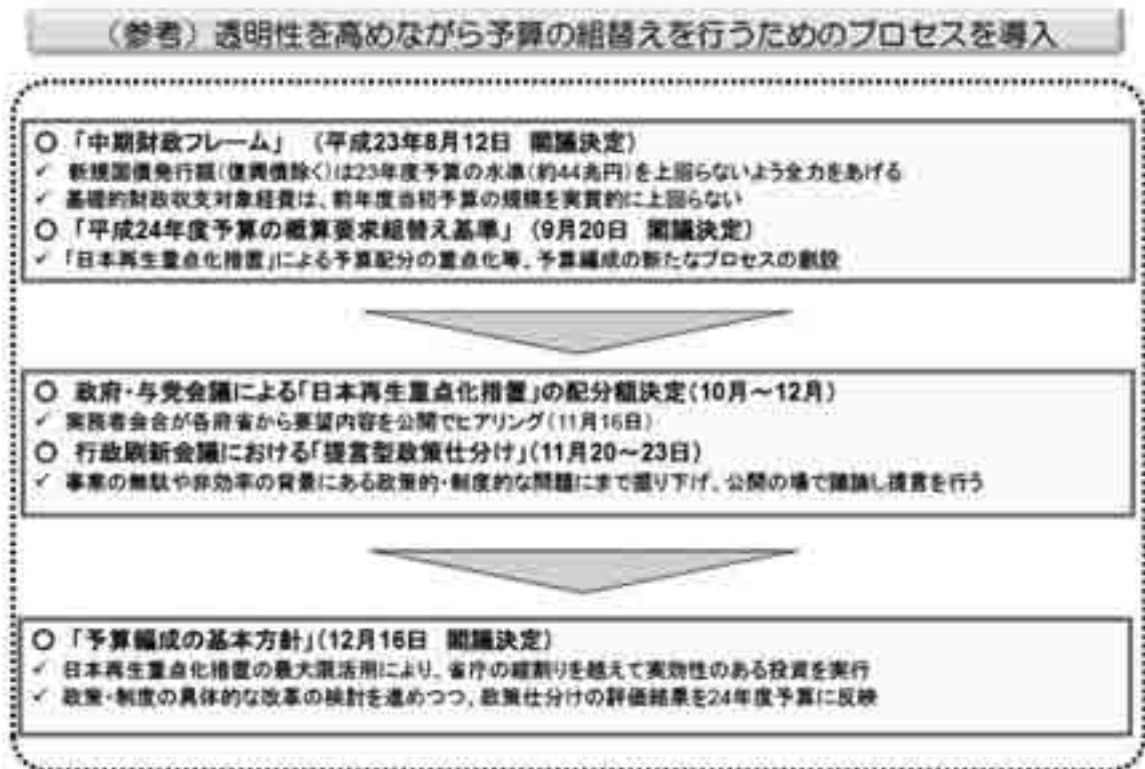 （参考）透明性を高めながら予算の組替えを行うためのプロセスを導入
○ 「中期財政フレーム」 （平成23年8月12日 閣議決定）
✓ 新規国債発行額（復興債除く）は23年度予算の水準（約44兆円）を上回らないよう全力をあげる
✓ 基礎的財政収支対象経費は、前年度当初予算の規模を実質的に上回らない
○ 「平成24年度予算の概算要求組替え基準」 （9月20日 閣議決定）
✓ 「日本再生重点化措置」による予算配分の重点化等、予算編成の新たなプロセスの創設
○ 政府・与党会議による「日本再生重点化措置」の配分額決定（10月～12月）
✓ 実務者会合が各府省から要望内容を公開でヒアリング（11月16日）
○ 行政刷新会議における「提言型政策仕分け」（11月20～23日）
✓ 事業の無駄や非効率の背景にある政策的・制度的な問題にまで掘り下げ、公開の場で議論し提言を行う
○ 「予算編成の基本方針」（12月16日 閣議決定）
✓ 日本再生重点化措置の最大限活用により、省庁の縦割りを越えて実効性のある投資を実行
✓ 政策・制度の具体的な改革の検討を進めつつ、政策仕分けの評価結果を24年度予算に反映